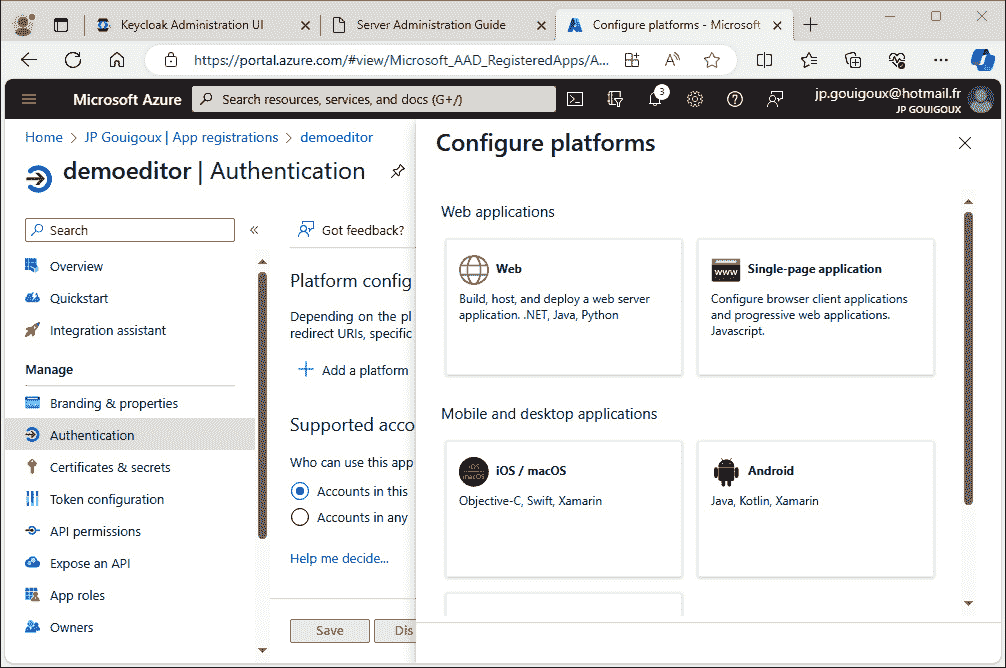 Keycloak Administration UI
Server Administration Guide
Configure platforms - Microsoft
https://portal.azure.com/#view/Microsoft_AAD_RegisteredApps/A...
Microsoft Azure
Search resources, services, and docs (G+/)
3
jp.gouigoux@hotmail.fr
JP GOUIGOUX
Home > JP Gouigoux | App registrations > demoeditor
demoeditor | Authentication
Search
«
Overview
Quickstart
Integration assistant
Manage
Branding & properties
Authentication
Certificates & secrets
Token configuration
API permissions
Expose an API
App roles
Owners
Got feedback?
Platform config
Depending on the pl
redirect URIs, specific
Add a platform
Supported acco
Who can use this app
Accounts in this
Accounts in any
Help me decide...
Save
Dis
Configure platforms
Web applications
Web
Build, host, and deploy a web server
application. .NET, Java, Python
www
Single-page application
Configure browser client applications
and progressive web applications.
Javascript.
Mobile and desktop applications
iOS
macOS
iOS / macOS
Objective-C, Swift, Xamarin
Android
Java, Kotlin, Xamarin